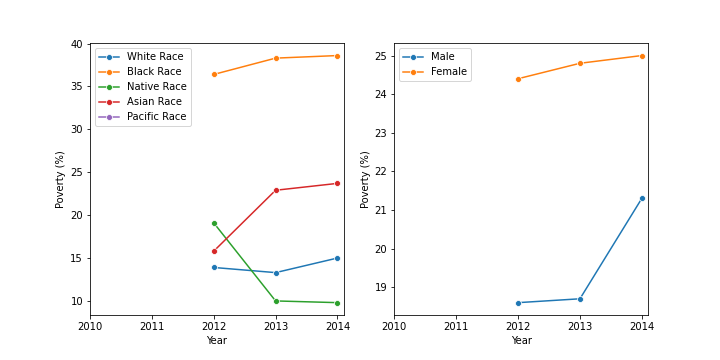 White Race
Black Race
Native Race
Asian Race
Pacific Race
40
35
30
25
20
15
10
Poverty (%)
2010 2011 2012 2013 2014
Year
Male
Female
25
24
23
22
21
20
19
Poverty (%)
2010 2011 2012 2013 2014
Year